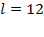 l = 12